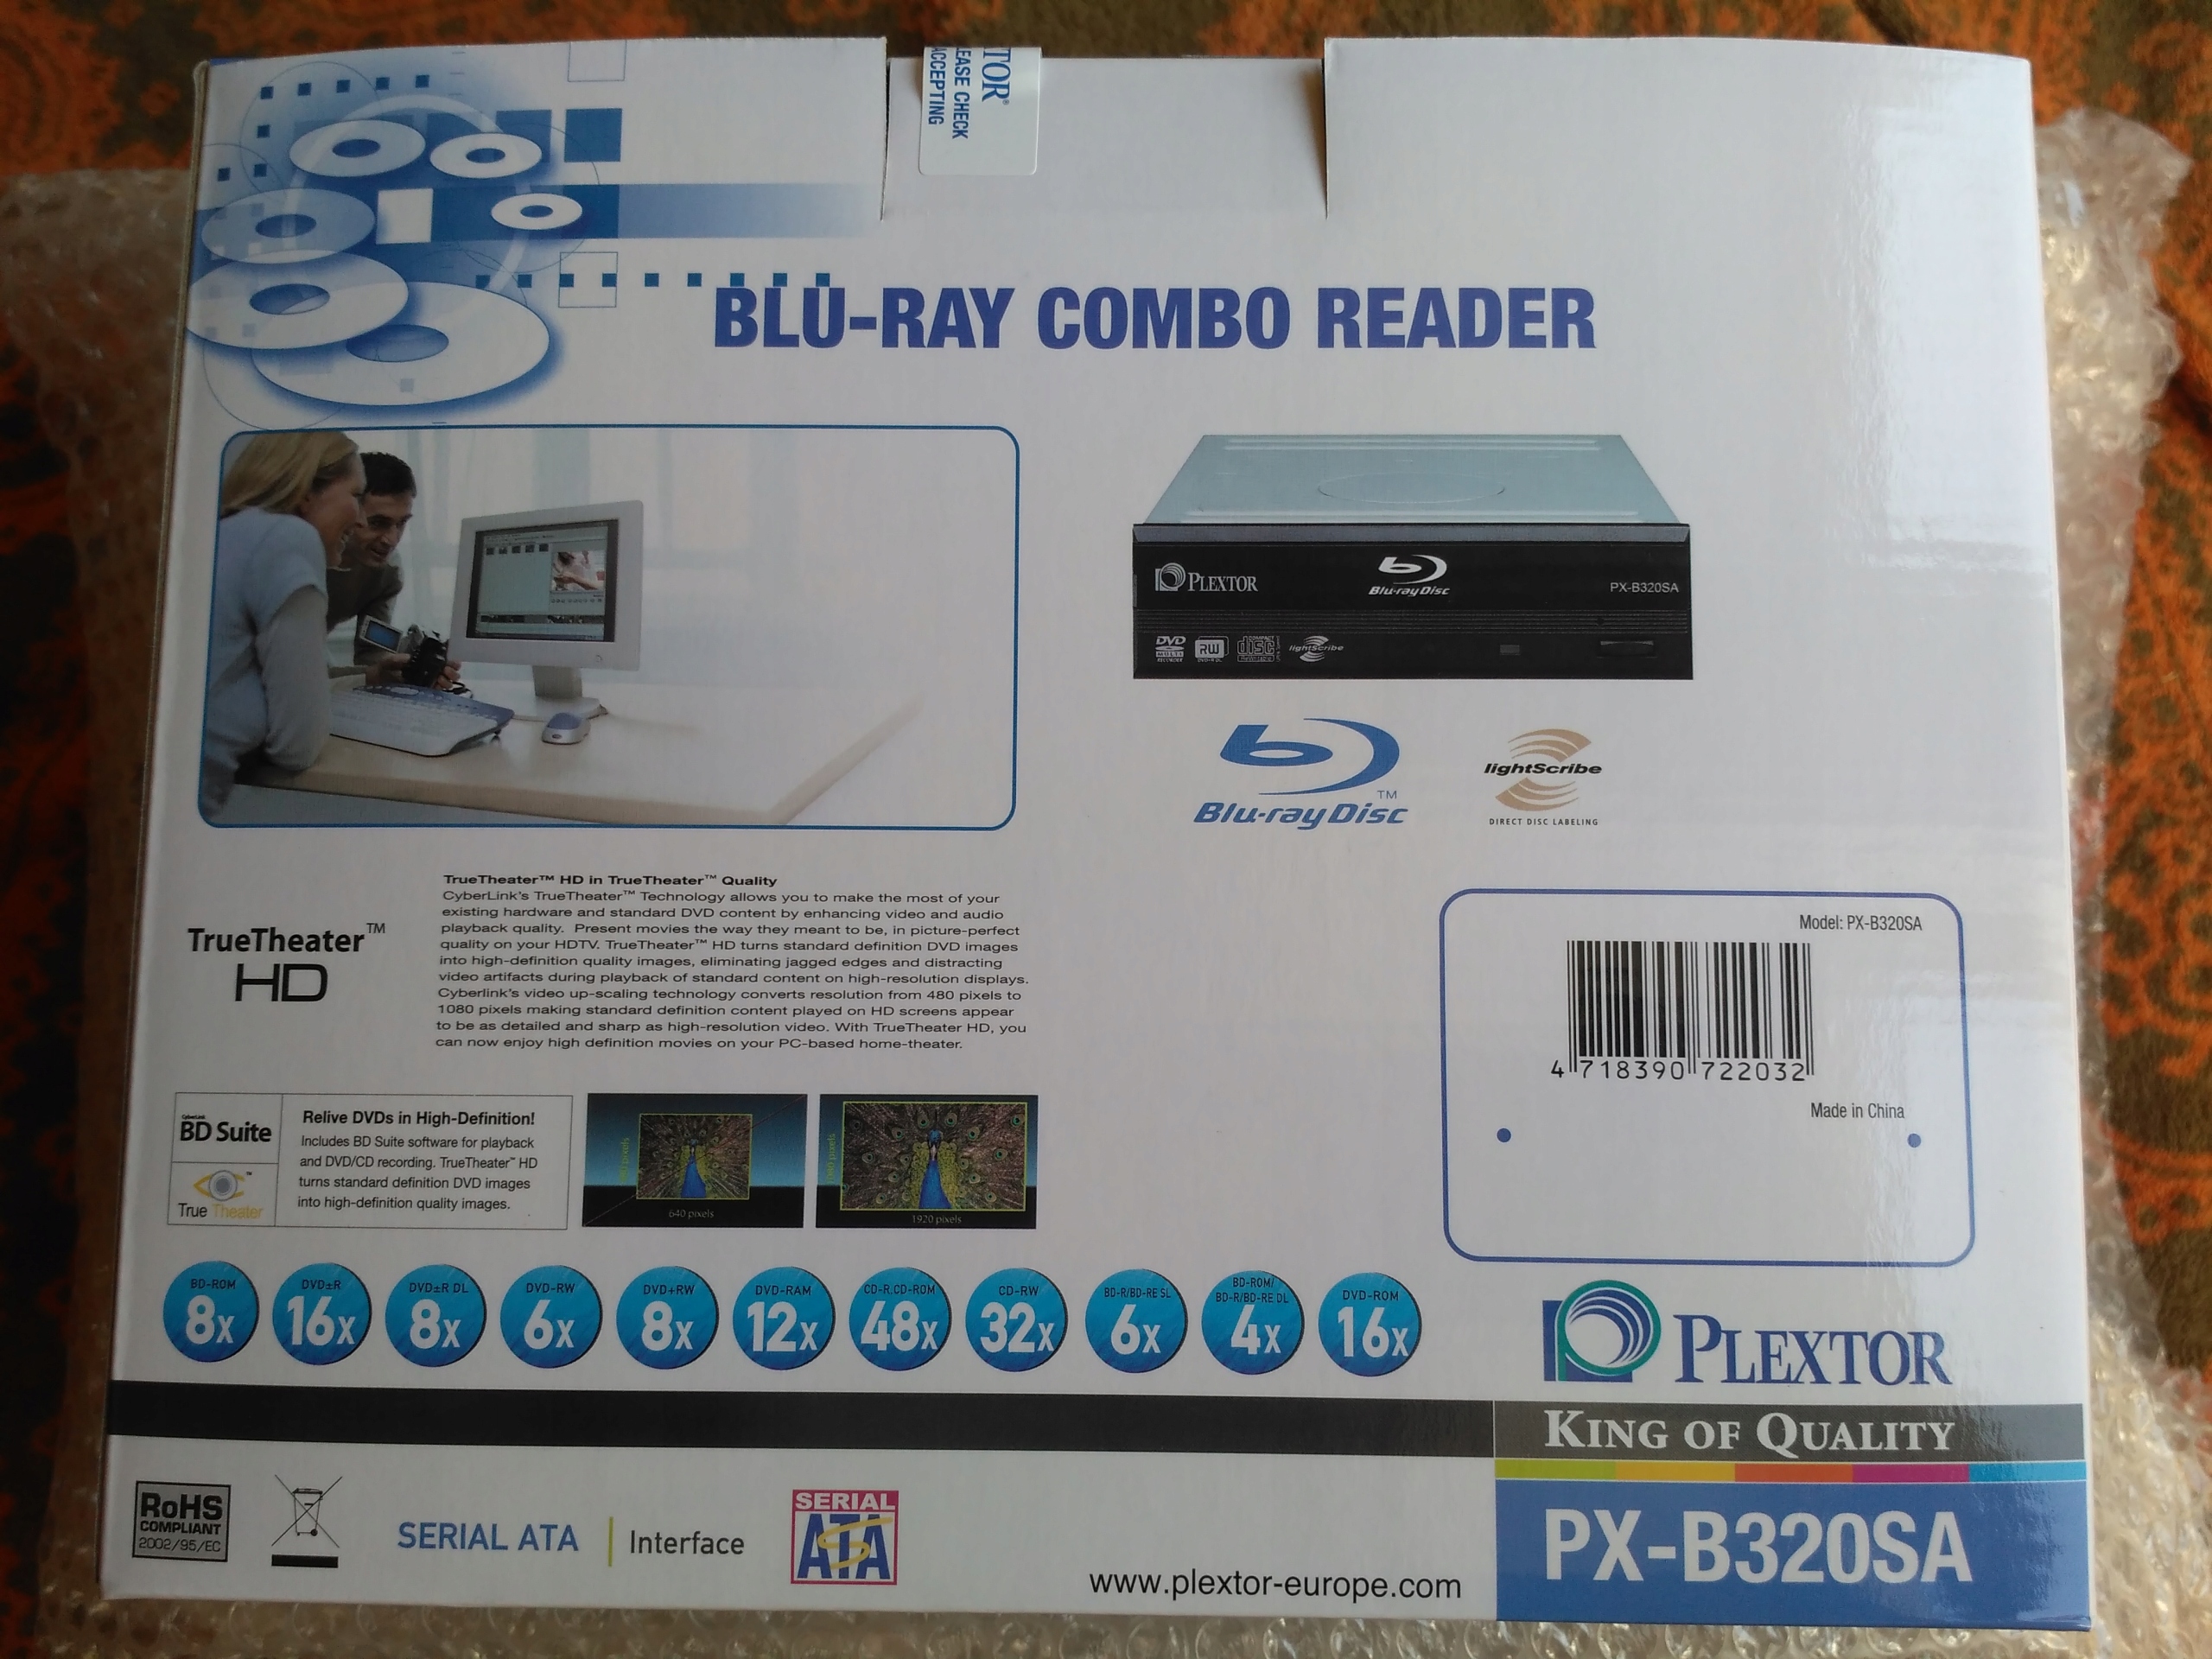 TOR®
EASE CHECK
ACCEPTING
BLU-RAY COMBO READER
PLEXTOR
Blu-ray Disc
PX-B320SA
DVD
MULTI
RECORDER
RW
DVD+R DL
COMPACT
disc
lightScribe
Blu-ray Disc
TM
lightScribe
DIRECT DISC LABELING
TrueTheater™
HD
TrueTheater™ HD in TrueTheater™ Quality
CyberLink's TrueTheater™ Technology allows you to make the most of your
existing hardware and standard DVD content by enhancing video and audio
playback quality. Present movies the way they meant to be, in picture-perfect
quality on your HDTV. TrueTheater™ HD turns standard definition DVD images
into high-definition quality images, eliminating jagged edges and distracting
video artifacts during playback of standard content on high-resolution displays.
Cyberlink's video up-scaling technology converts resolution from 480 pixels to
1080 pixels making standard definition content played on HD screens appear
to be as detailed and sharp as high-resolution video. With TrueTheater HD, you
can now enjoy high definition movies on your PC-based home-theater.
Model: PX-B320SA
4 718390 722032
Made in China
CyberLink
BD Suite
True Theater™
Relive DVDs in High-Definition!
Includes BD Suite software for playback
and DVD/CD recording. TrueTheater™ HD
turns standard definition DVD images
into high-definition quality images.
640 pixels
1920 pixels
BD-ROM
8x
DVD±R
16x
DVD±R DL
8x
DVD-RW
6x
DVD+RW
8x
DVD-RAM
12x
CD-R.CD-ROM
48x
CD-RW
32x
BD-R/BD-RE SL
6x
BD-ROM/
BD-R/BD-RE DL
4x
DVD-ROM
16x
PLEXTOR
KING OF QUALITY
PX-B320SA
RoHS
COMPLIANT
2002/95/EC
SERIAL ATA | Interface
SERIAL
ATA
www.plextor-europe.com